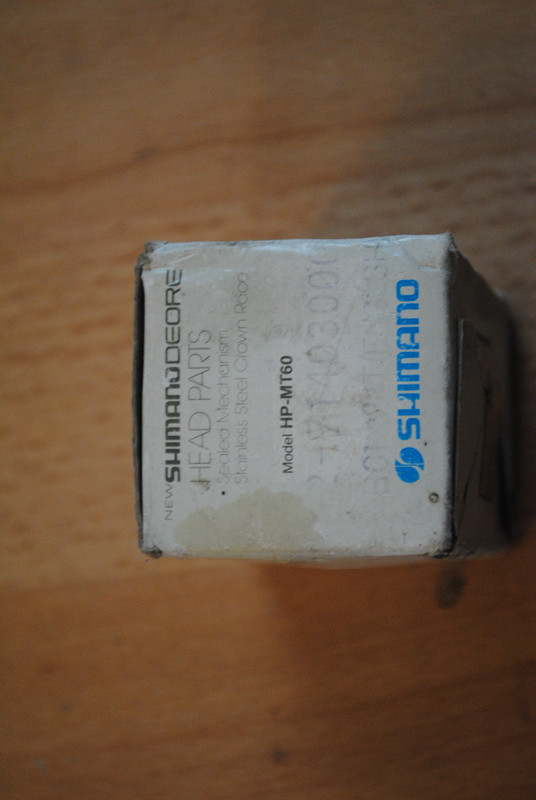 NEW SHIMANO DEORE
HEAD PARTS
• Sealed Mechanism
Stainless Steel Crown Race
Model HP-MT60
SHIMANO